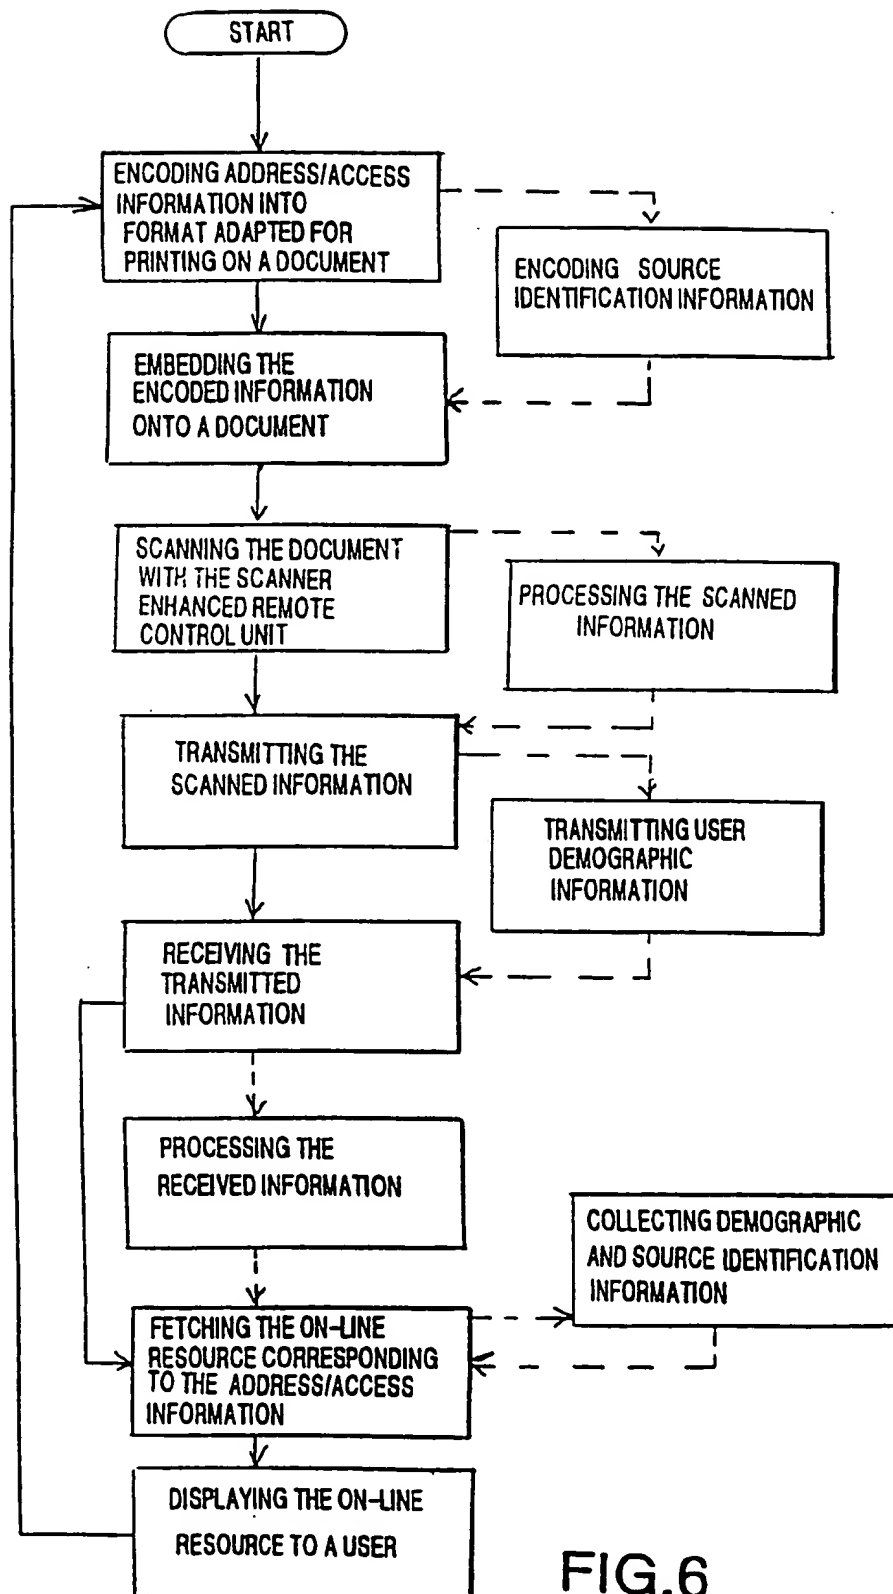 START
ENCODING ADDRESS/ACCESS
INFORMATION INTO
FORMAT ADAPTED FOR
PRINTING ON A DOCUMENT
ENCODING SOURCE
IDENTIFICATION INFORMATION
EMBEDDING THE
ENCODED INFORMATION
ONTO A DOCUMENT
SCANNING THE DOCUMENT
WITH THE SCANNER
ENHANCED REMOTE
CONTROL UNIT
PROCESSING THE SCANNED
INFORMATION
TRANSMITTING THE
SCANNED INFORMATION
TRANSMITTING USER
DEMOGRAPHIC
INFORMATION
RECEIVING THE
TRANSMITTED
INFORMATION
PROCESSING THE
RECEIVED INFORMATION
COLLECTING DEMOGRAPHIC
AND SOURCE IDENTIFICATION
INFORMATION
FETCHING THE ON-LINE
RESOURCE CORRESPONDING
TO THE ADDRESS/ACCESS
INFORMATION
DISPLAYING THE ON-LINE
RESOURCE TO A USER
FIG.6